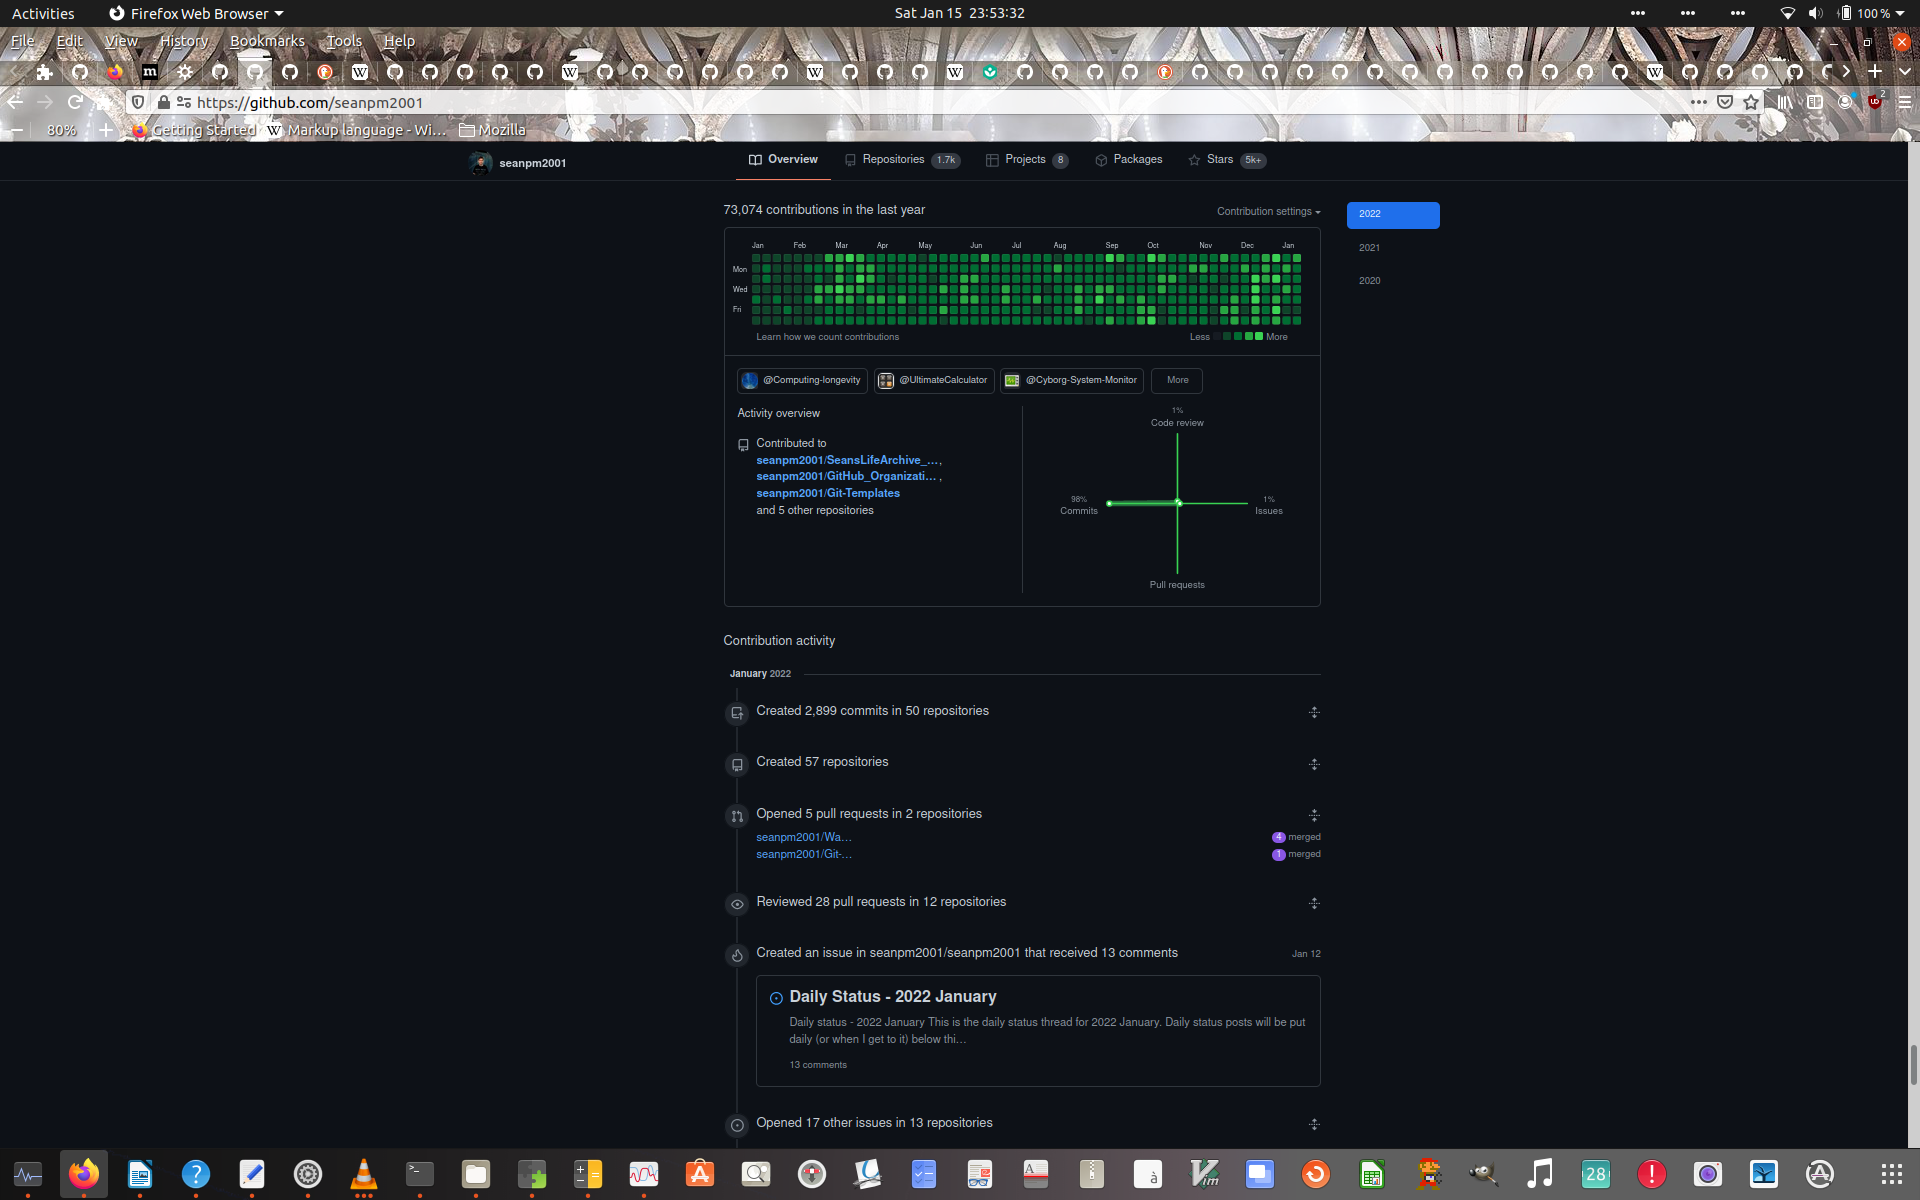 Activities
Firefox Web Browser
Sat Jan 15 23:53:32
100 %
File Edit View History Bookmarks Tools Help
https://github.com/seanpm2001
2
80%
Getting Started
Markup language - Wi…
Mozilla
seanpm2001
Overview
Repositories 1.7k
Projects 8
Packages
Stars 5k+
73,074 contributions in the last year
Contribution settings
2022
2021
2020
Jan Feb Mar Apr May Jun Jul Aug Sep Oct Nov Dec Jan
Mon
Wed
Fri
Learn how we count contributions
Less More
@Computing-longevity
@UltimateCalculator
@Cyborg-System-Monitor
More
Activity overview
Contributed to
seanpm2001/SeansLifeArchive_…,
seanpm2001/GitHub_Organizati… ,
seanpm2001/Git-Templates
and 5 other repositories
1%
Code review
98%
Commits
1%
Issues
Pull requests
Contribution activity
January 2022
Created 2,899 commits in 50 repositories
Created 57 repositories
Opened 5 pull requests in 2 repositories
seanpm2001/Wa…
4 merged
seanpm2001/Git-…
1 merged
Reviewed 28 pull requests in 12 repositories
Created an issue in seanpm2001/seanpm2001 that received 13 comments
Jan 12
Daily Status - 2022 January
Daily status - 2022 January This is the daily status thread for 2022 January. Daily status posts will be put
daily (or when I get to it) below thi…
13 comments
Opened 17 other issues in 13 repositories
28